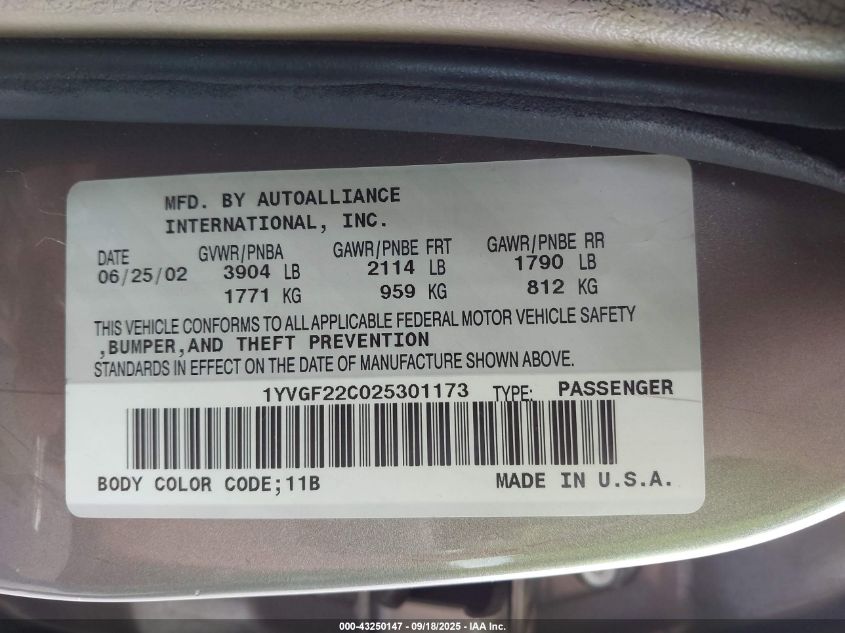 MFD. BY AUTOALLIANCE
INTERNATIONAL, INC.
DATE GVWR/PNBA GAWR/PNBE FRT GAWR/PNBE RR
06/25/02 3904 LB 2114 LB 1790 LB
1771 KG 959 KG 812 KG
THIS VEHICLE CONFORMS TO ALL APPLICABLE FEDERAL MOTOR VEHICLE SAFETY
,BUMPER,AND THEFT PREVENTION
STANDARDS IN EFFECT ON THE DATE OF MANUFACTURE SHOWN ABOVE.
1YVGF22C025301173 TYPE: PASSENGER
BODY COLOR CODE;11B MADE IN U.S.A.
000-43250147 - 09/18/2025 - IAA Inc.